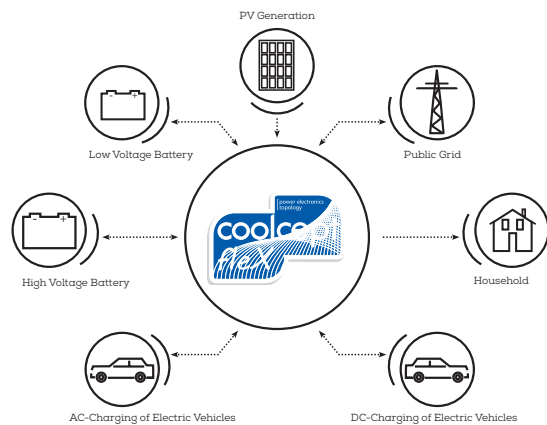 PV Generation
Low Voltage Battery
Public Grid
power electronics
topology
coolcept
fleX
High Voltage Battery
Household
AC-Charging of Electric Vehicles
DC-Charging of Electric Vehicles